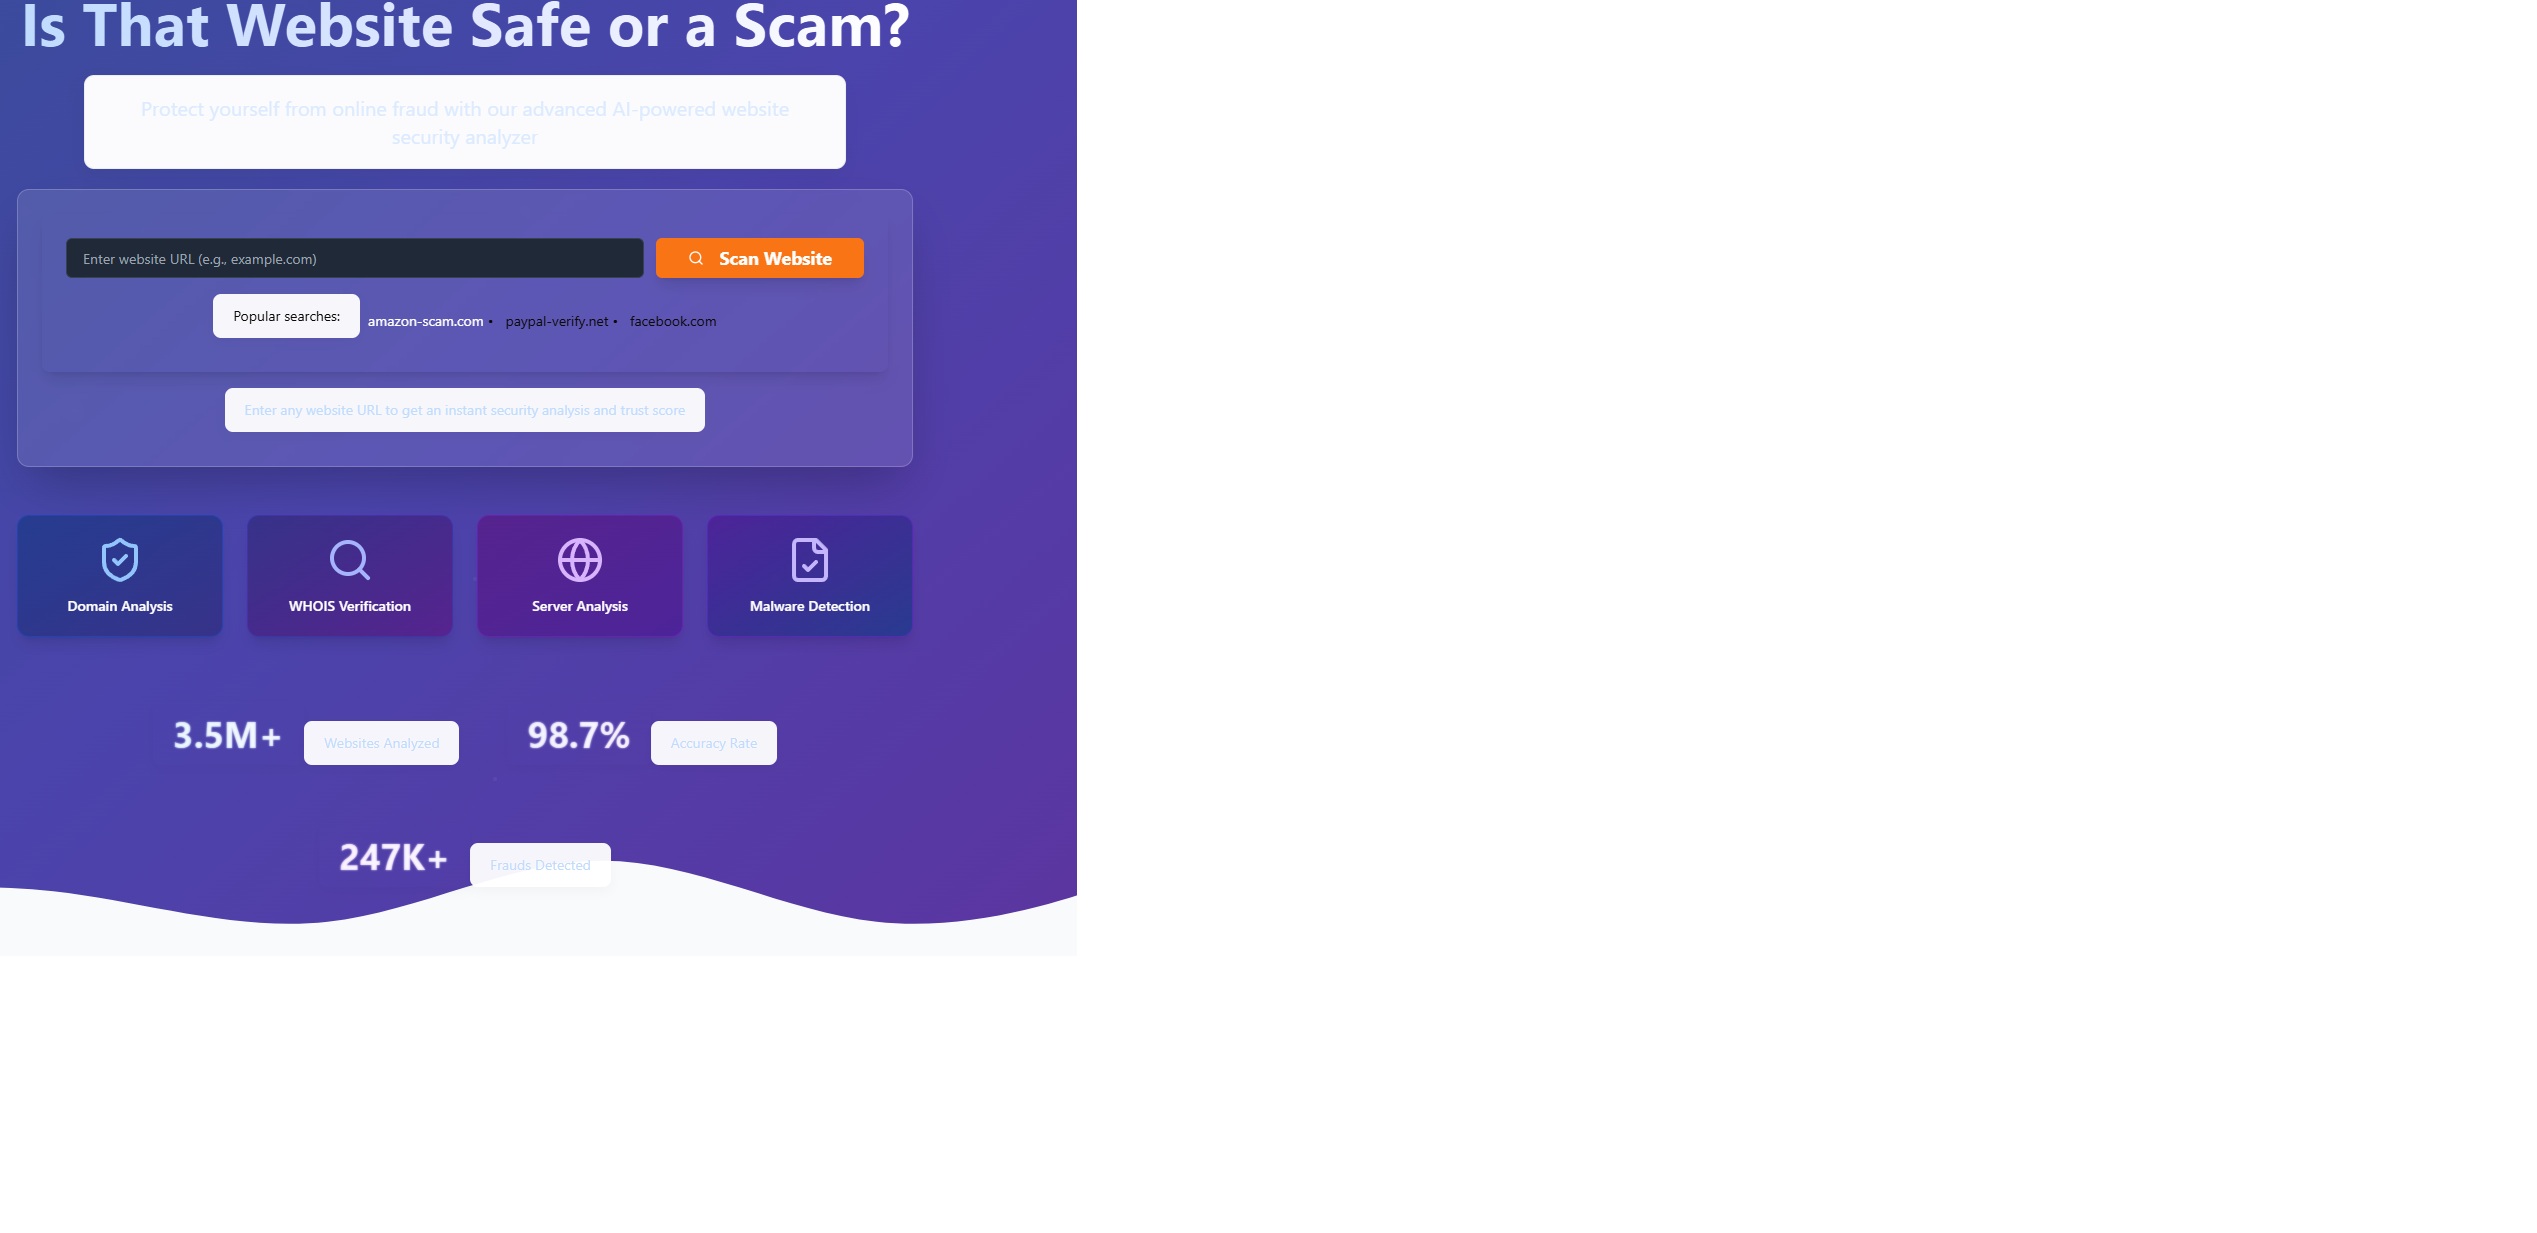 Is That Website Safe or a Scam?
Protect yourself from online fraud with our advanced AI-powered website
security analyzer
Enter website URL (e.g., example.com)
Scan Website
Popular searches: amazon-scam.com • paypal-verify.net • facebook.com
Enter any website URL to get an instant security analysis and trust score
Domain Analysis
WHOIS Verification
Server Analysis
Malware Detection
3.5M+ Websites Analyzed
98.7% Accuracy Rate
247K+ Frauds Detected